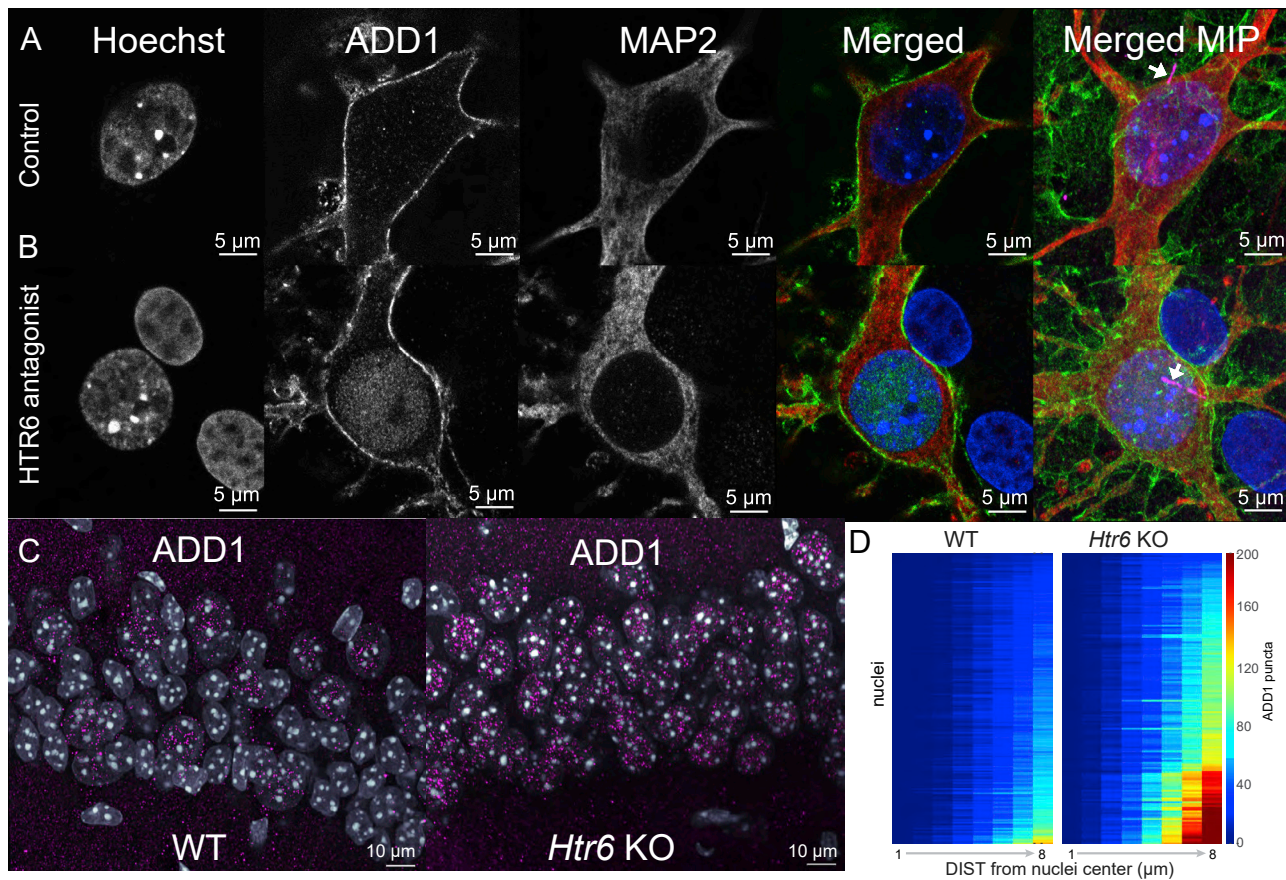 A
Hoechst
ADD1
MAP2
Merged
Merged MIP
Control
5 µm
5 µm
5 µm
5 µm
5 µm
B
HTR6 antagonist
5 µm
5 µm
5 µm
5 µm
5 µm
C
ADD1
ADD1
WT
10 µm
Htr6 KO
10 µm
D
WT
Htr6 KO
nuclei
200
160
120
80
40
0
ADD1 puncta
1
8
1
8
DIST from nuclei center (µm)